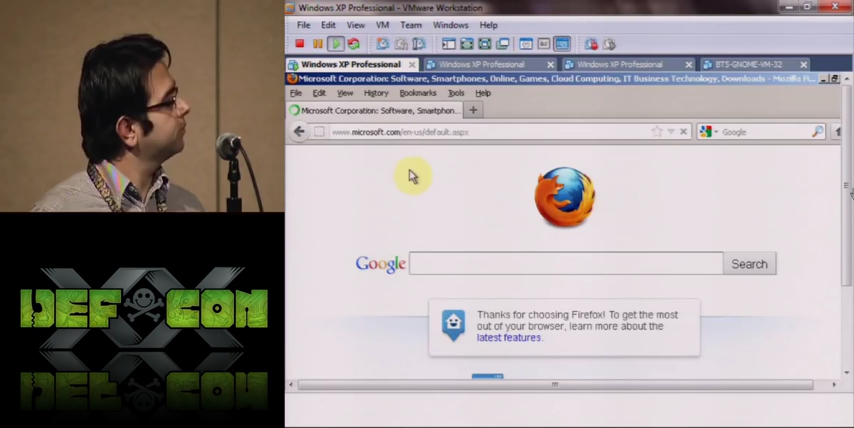 Windows XP Professional - VMware Workstation
File Edit View VM Team Windows Help
Windows XP Professional Windows XP Professional Windows XP Professional BT5-GNOME-VM-32
Microsoft Corporation: Software, Smartphones, Online, Games, Cloud Computing, IT Business Technology, Downloads - Mozilla Fi...
File Edit View History Bookmarks Tools Help
Microsoft Corporation: Software, Smartphon...
www.microsoft.com/en-us/default.aspx
Google
Google
Search
Thanks for choosing Firefox! To get the most
out of your browser, learn more about the
latest features.
DEF CON
XX